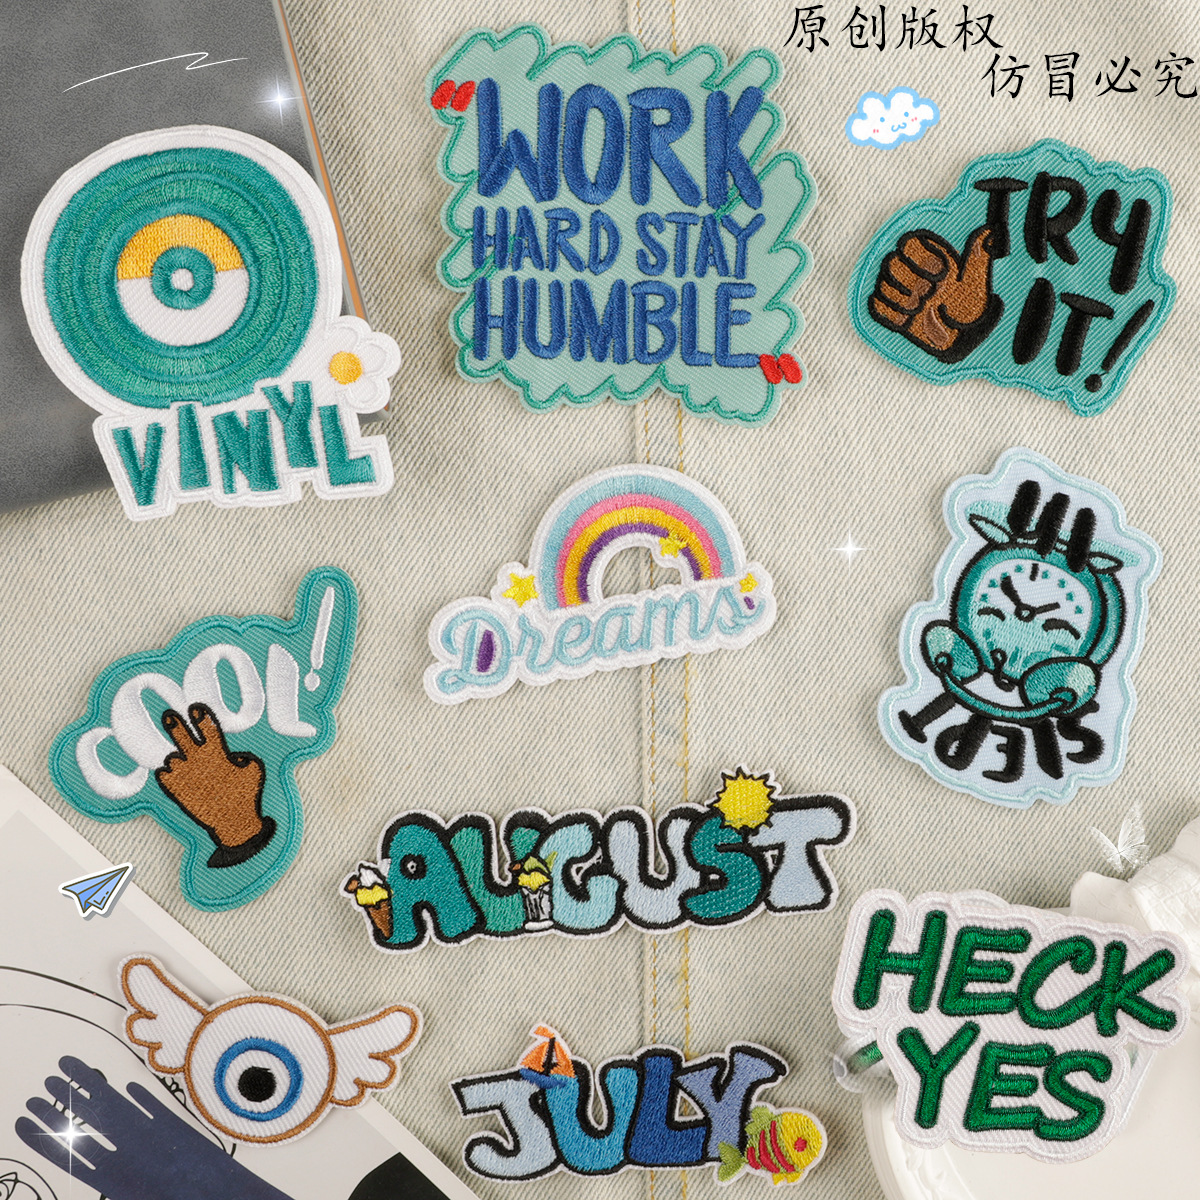 原创版权
仿冒必究
"WORK
HARD STAY
HUMBLE"
TRY
IT!
VINYL
Dreams
COOL!
SLEPT
AUGUST
HECK
YES
JULY